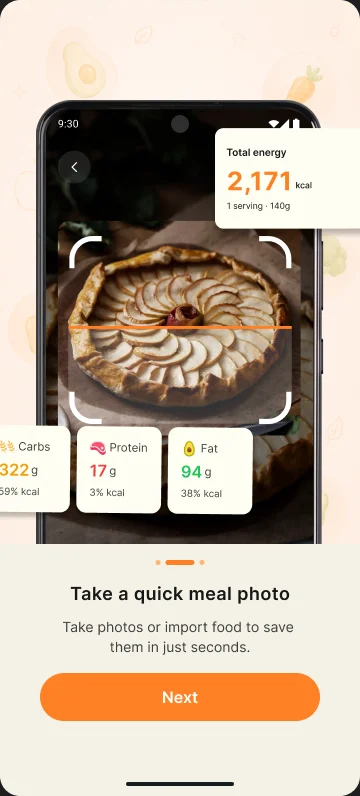 9:30
Total energy
2,171 kcal
1 serving · 140g
Carbs
322 g
59% kcal
Protein
17 g
3% kcal
Fat
94 g
38% kcal
Take a quick meal photo
Take photos or import food to save
them in just seconds.
Next